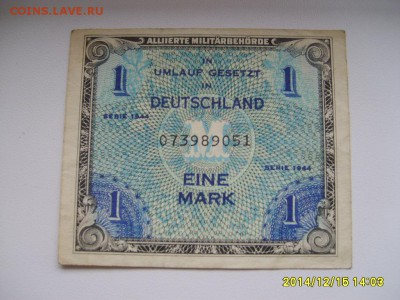 COINS.LAVE.RU
ALLIIERTE MILITÄRBEHÖRDE
IN
UMLAUF GESETZT
IN
1 DEUTSCHLAND 1
SERIE 1944
M
073989051
SERIE 1944
EINE
MARK
1 1
2014/12/15 14:03